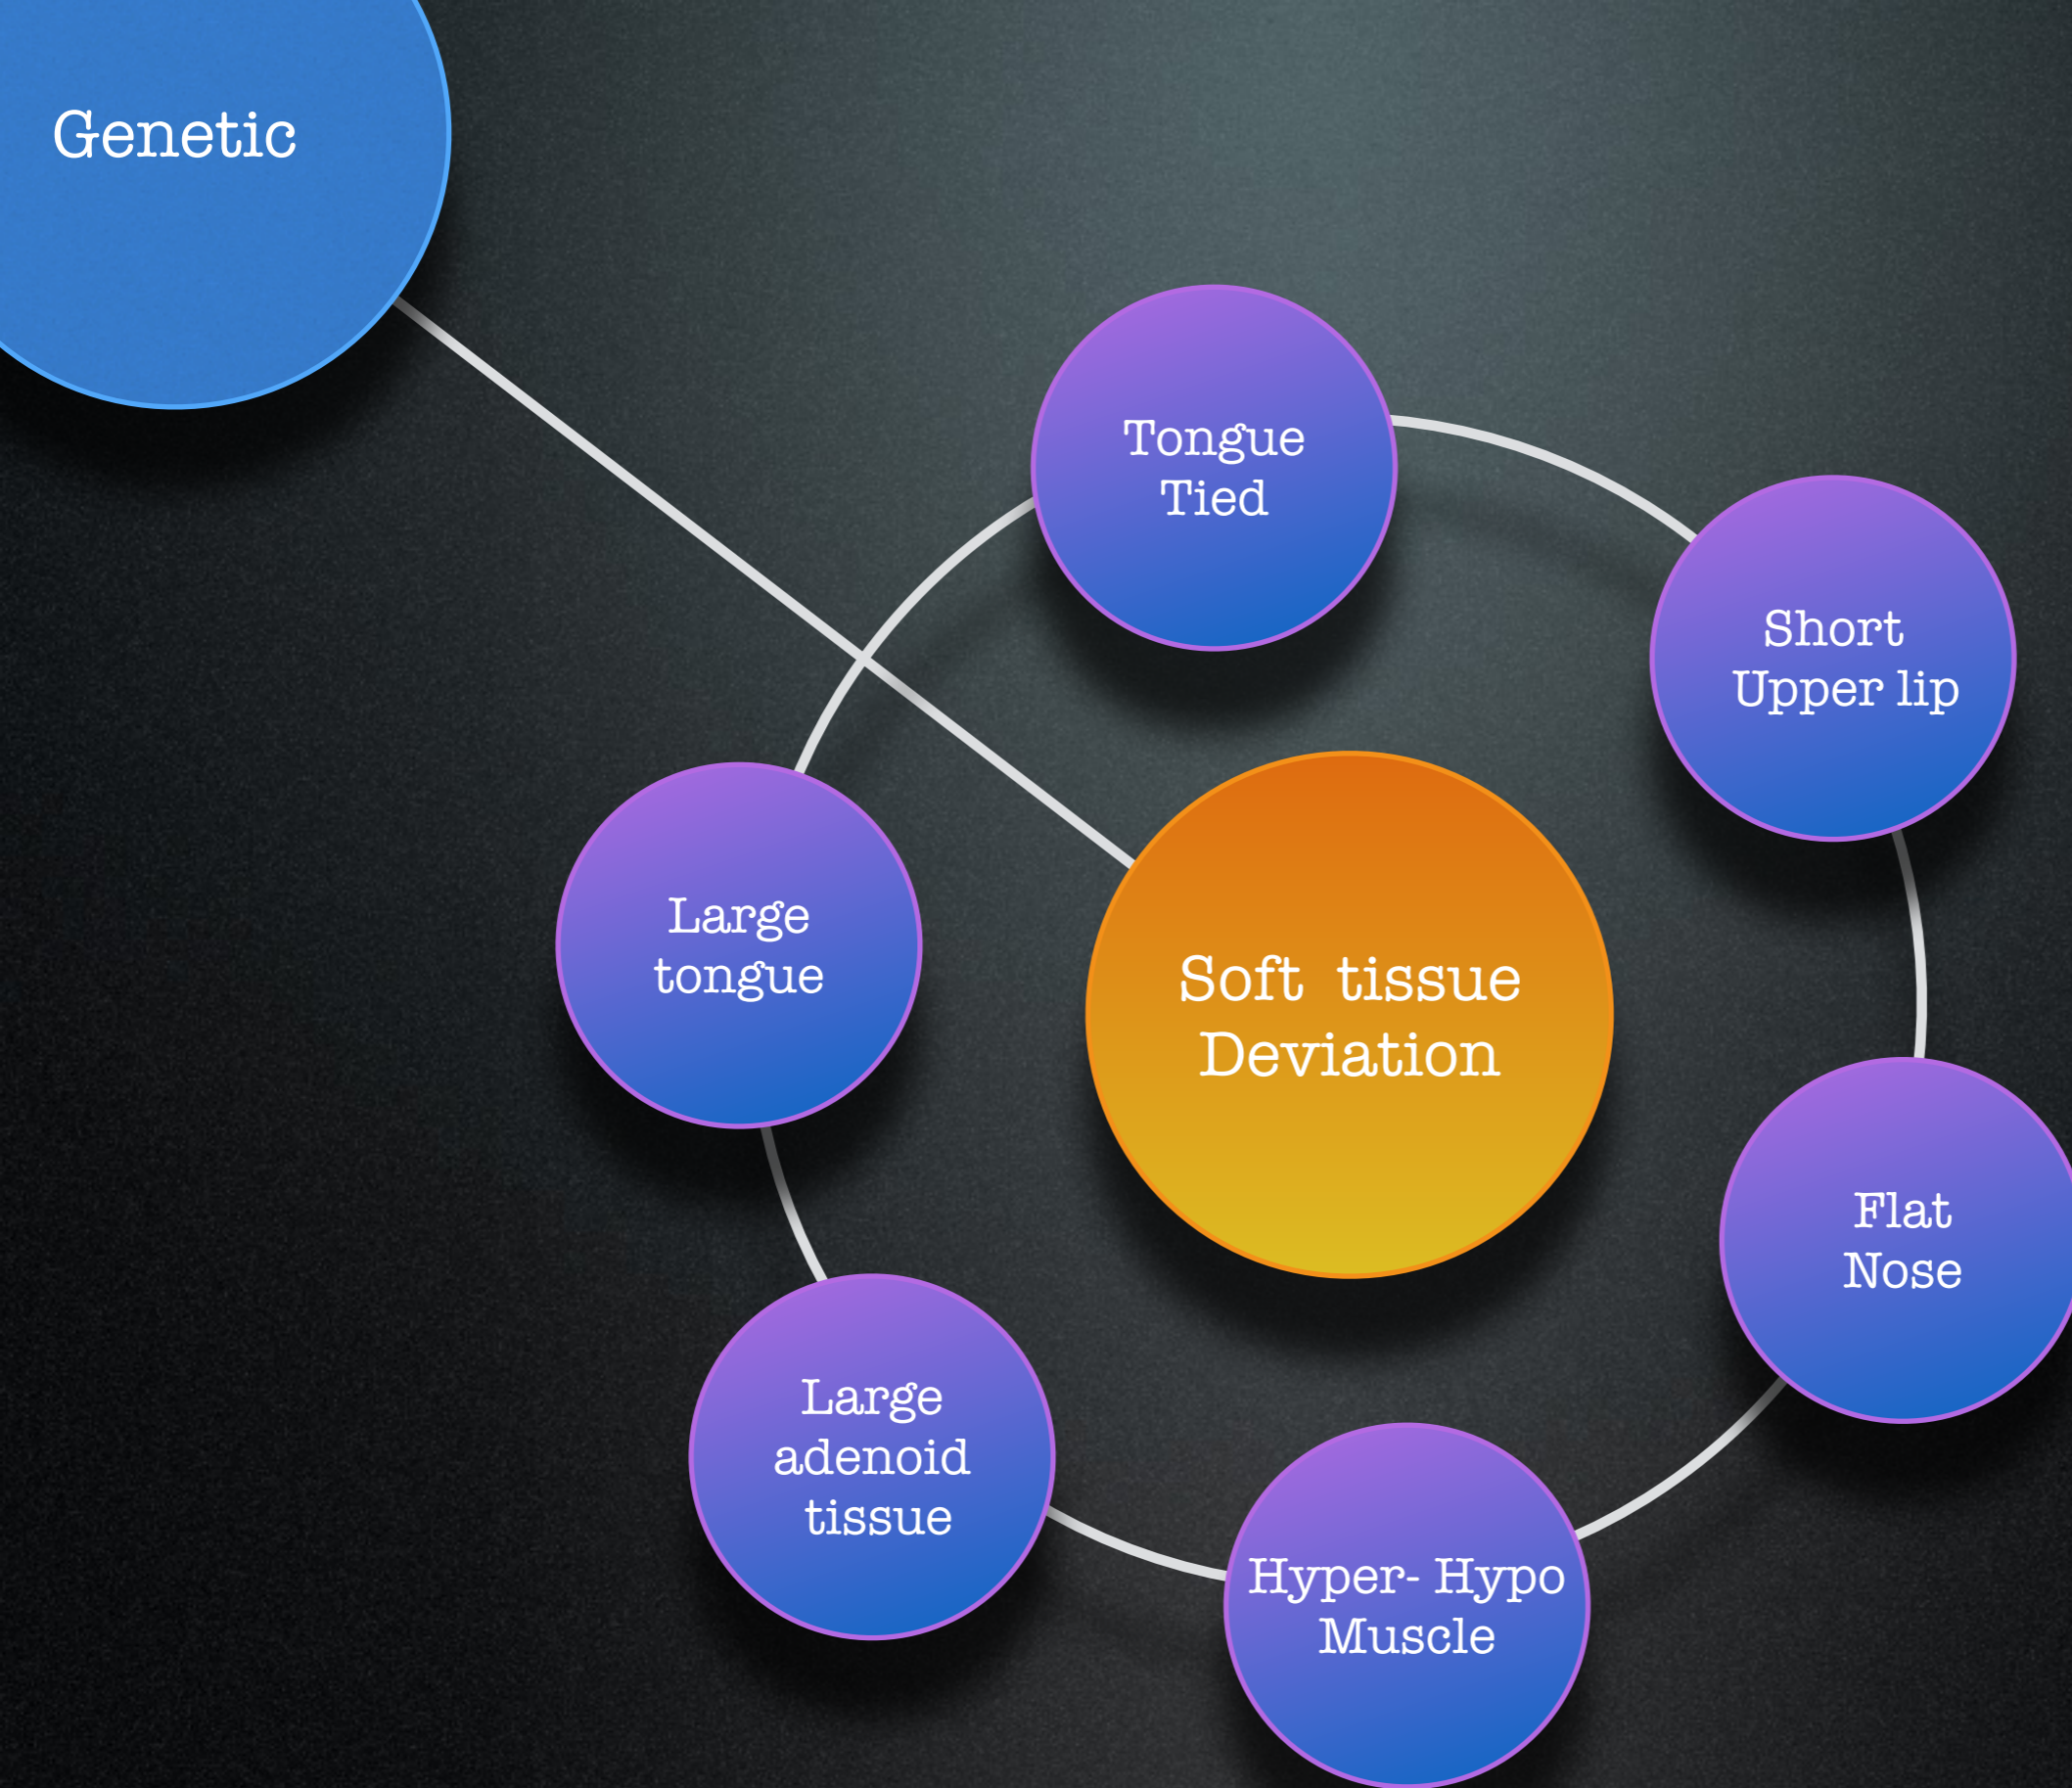 Genetic
Tongue
Tied
Short
Upper lip
Large
tongue
Soft tissue
Deviation
Flat
Nose
Large
adenoid
tissue
Hyper- Hypo
Muscle